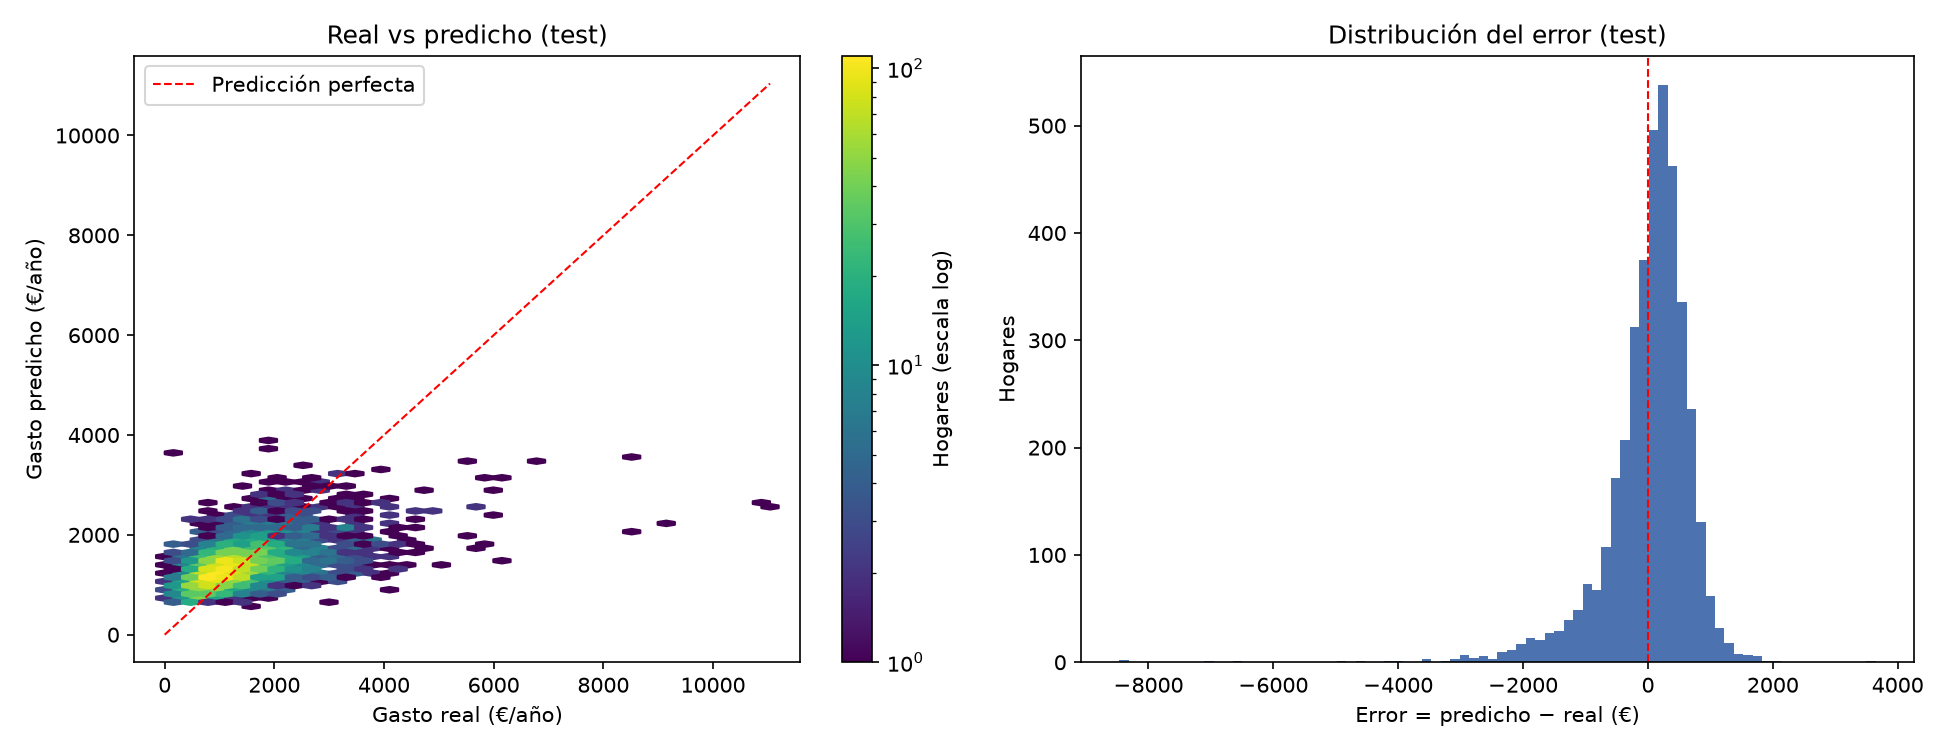 Real vs predicho (test)
Predicción perfecta
Gasto predicho (€/año)
10000
8000
6000
4000
2000
0
0 2000 4000 6000 8000 10000
Gasto real (€/año)
10²
10¹
10⁰
Hogares (escala log)
Distribución del error (test)
Hogares
500
400
300
200
100
0
−8000 −6000 −4000 −2000 0 2000 4000
Error = predicho − real (€)